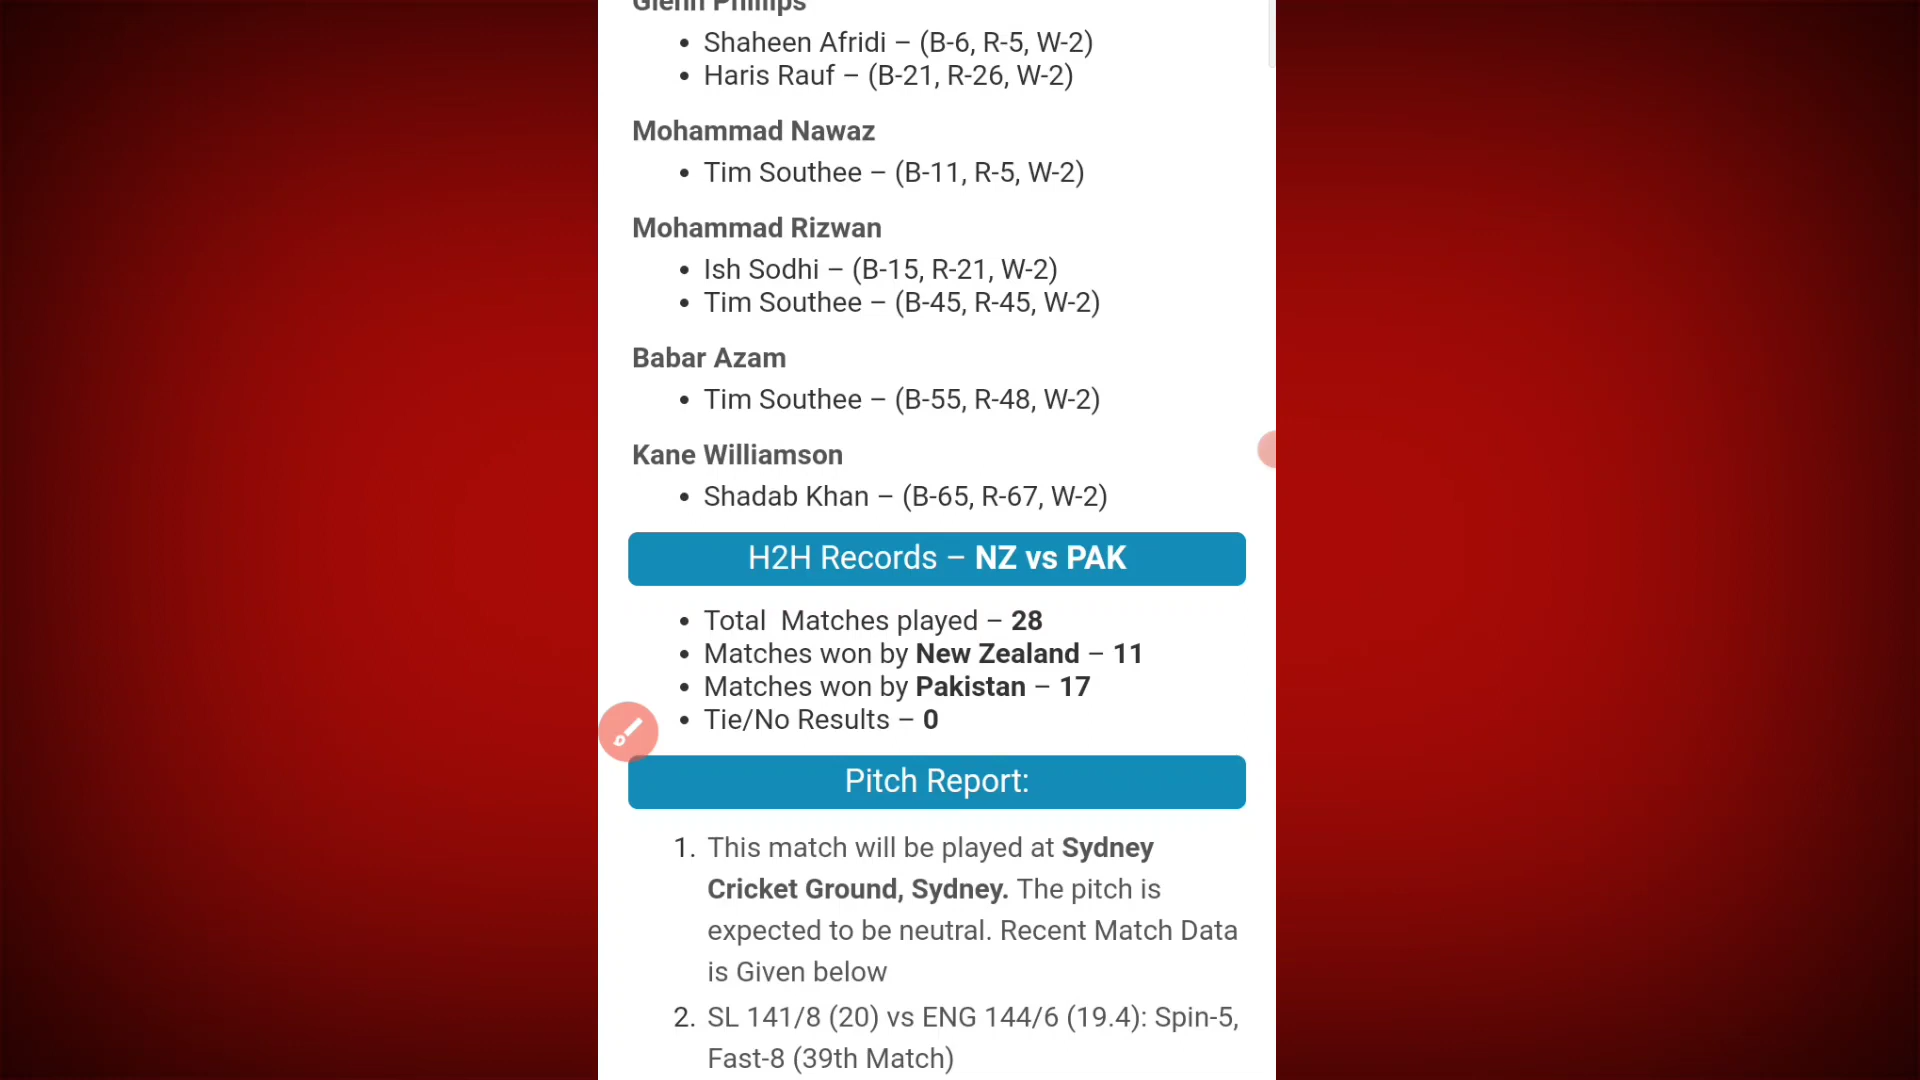 Glenn Phillips
• Shaheen Afridi – (B-6, R-5, W-2)
• Haris Rauf – (B-21, R-26, W-2)
Mohammad Nawaz
• Tim Southee – (B-11, R-5, W-2)
Mohammad Rizwan
• Ish Sodhi – (B-15, R-21, W-2)
• Tim Southee – (B-45, R-45, W-2)
Babar Azam
• Tim Southee – (B-55, R-48, W-2)
Kane Williamson
• Shadab Khan – (B-65, R-67, W-2)
H2H Records – NZ vs PAK
• Total  Matches played – 28
• Matches won by New Zealand – 11
• Matches won by Pakistan – 17
• Tie/No Results – 0
Pitch Report:
1. This match will be played at Sydney
Cricket Ground, Sydney. The pitch is
expected to be neutral. Recent Match Data
is Given below
2. SL 141/8 (20) vs ENG 144/6 (19.4): Spin-5,
Fast-8 (39th Match)